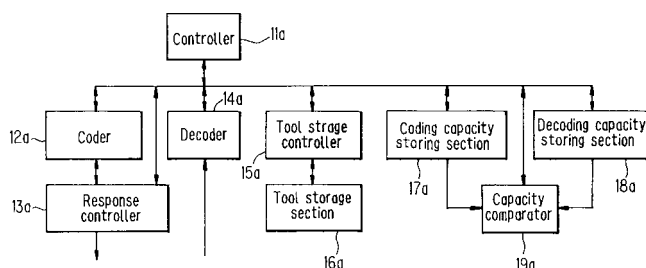 Controller
11a
14a
12a
Coder
Decoder
Tool strage
controller
15a
Coding capacity
storing section
17a
Decoding capacity
storing section
18a
13a
Response
controller
Tool storage
section
16a
Capacity
comparator
19a